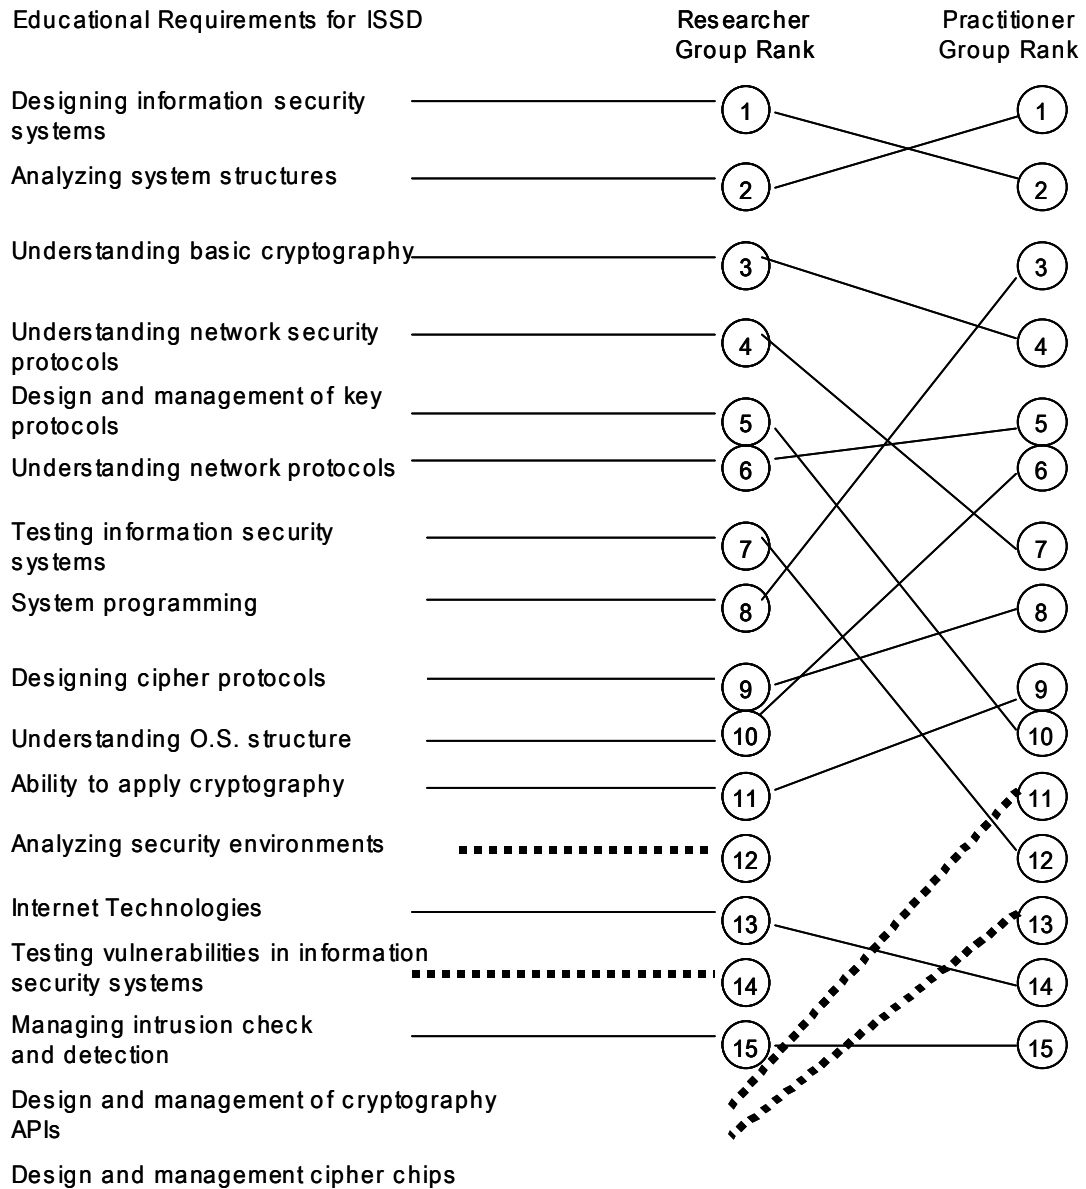 Educational Requirements for ISSD
Researcher
Group Rank
Practitioner
Group Rank
Designing information security
systems
1
1
Analyzing system structures
2
2
Understanding basic cryptography
3
3
Understanding network security
protocols
4
4
Design and management of key
protocols
5
5
Understanding network protocols
6
6
Testing information security
systems
7
7
System programming
8
8
Designing cipher protocols
9
9
Understanding O.S. structure
10
10
Ability to apply cryptography
11
11
Analyzing security environments
12
12
Internet Technologies
13
13
Testing vulnerabilities in information
security systems
14
14
Managing intrusion check
and detection
15
15
Design and management of cryptography
APIs
Design and management cipher chips